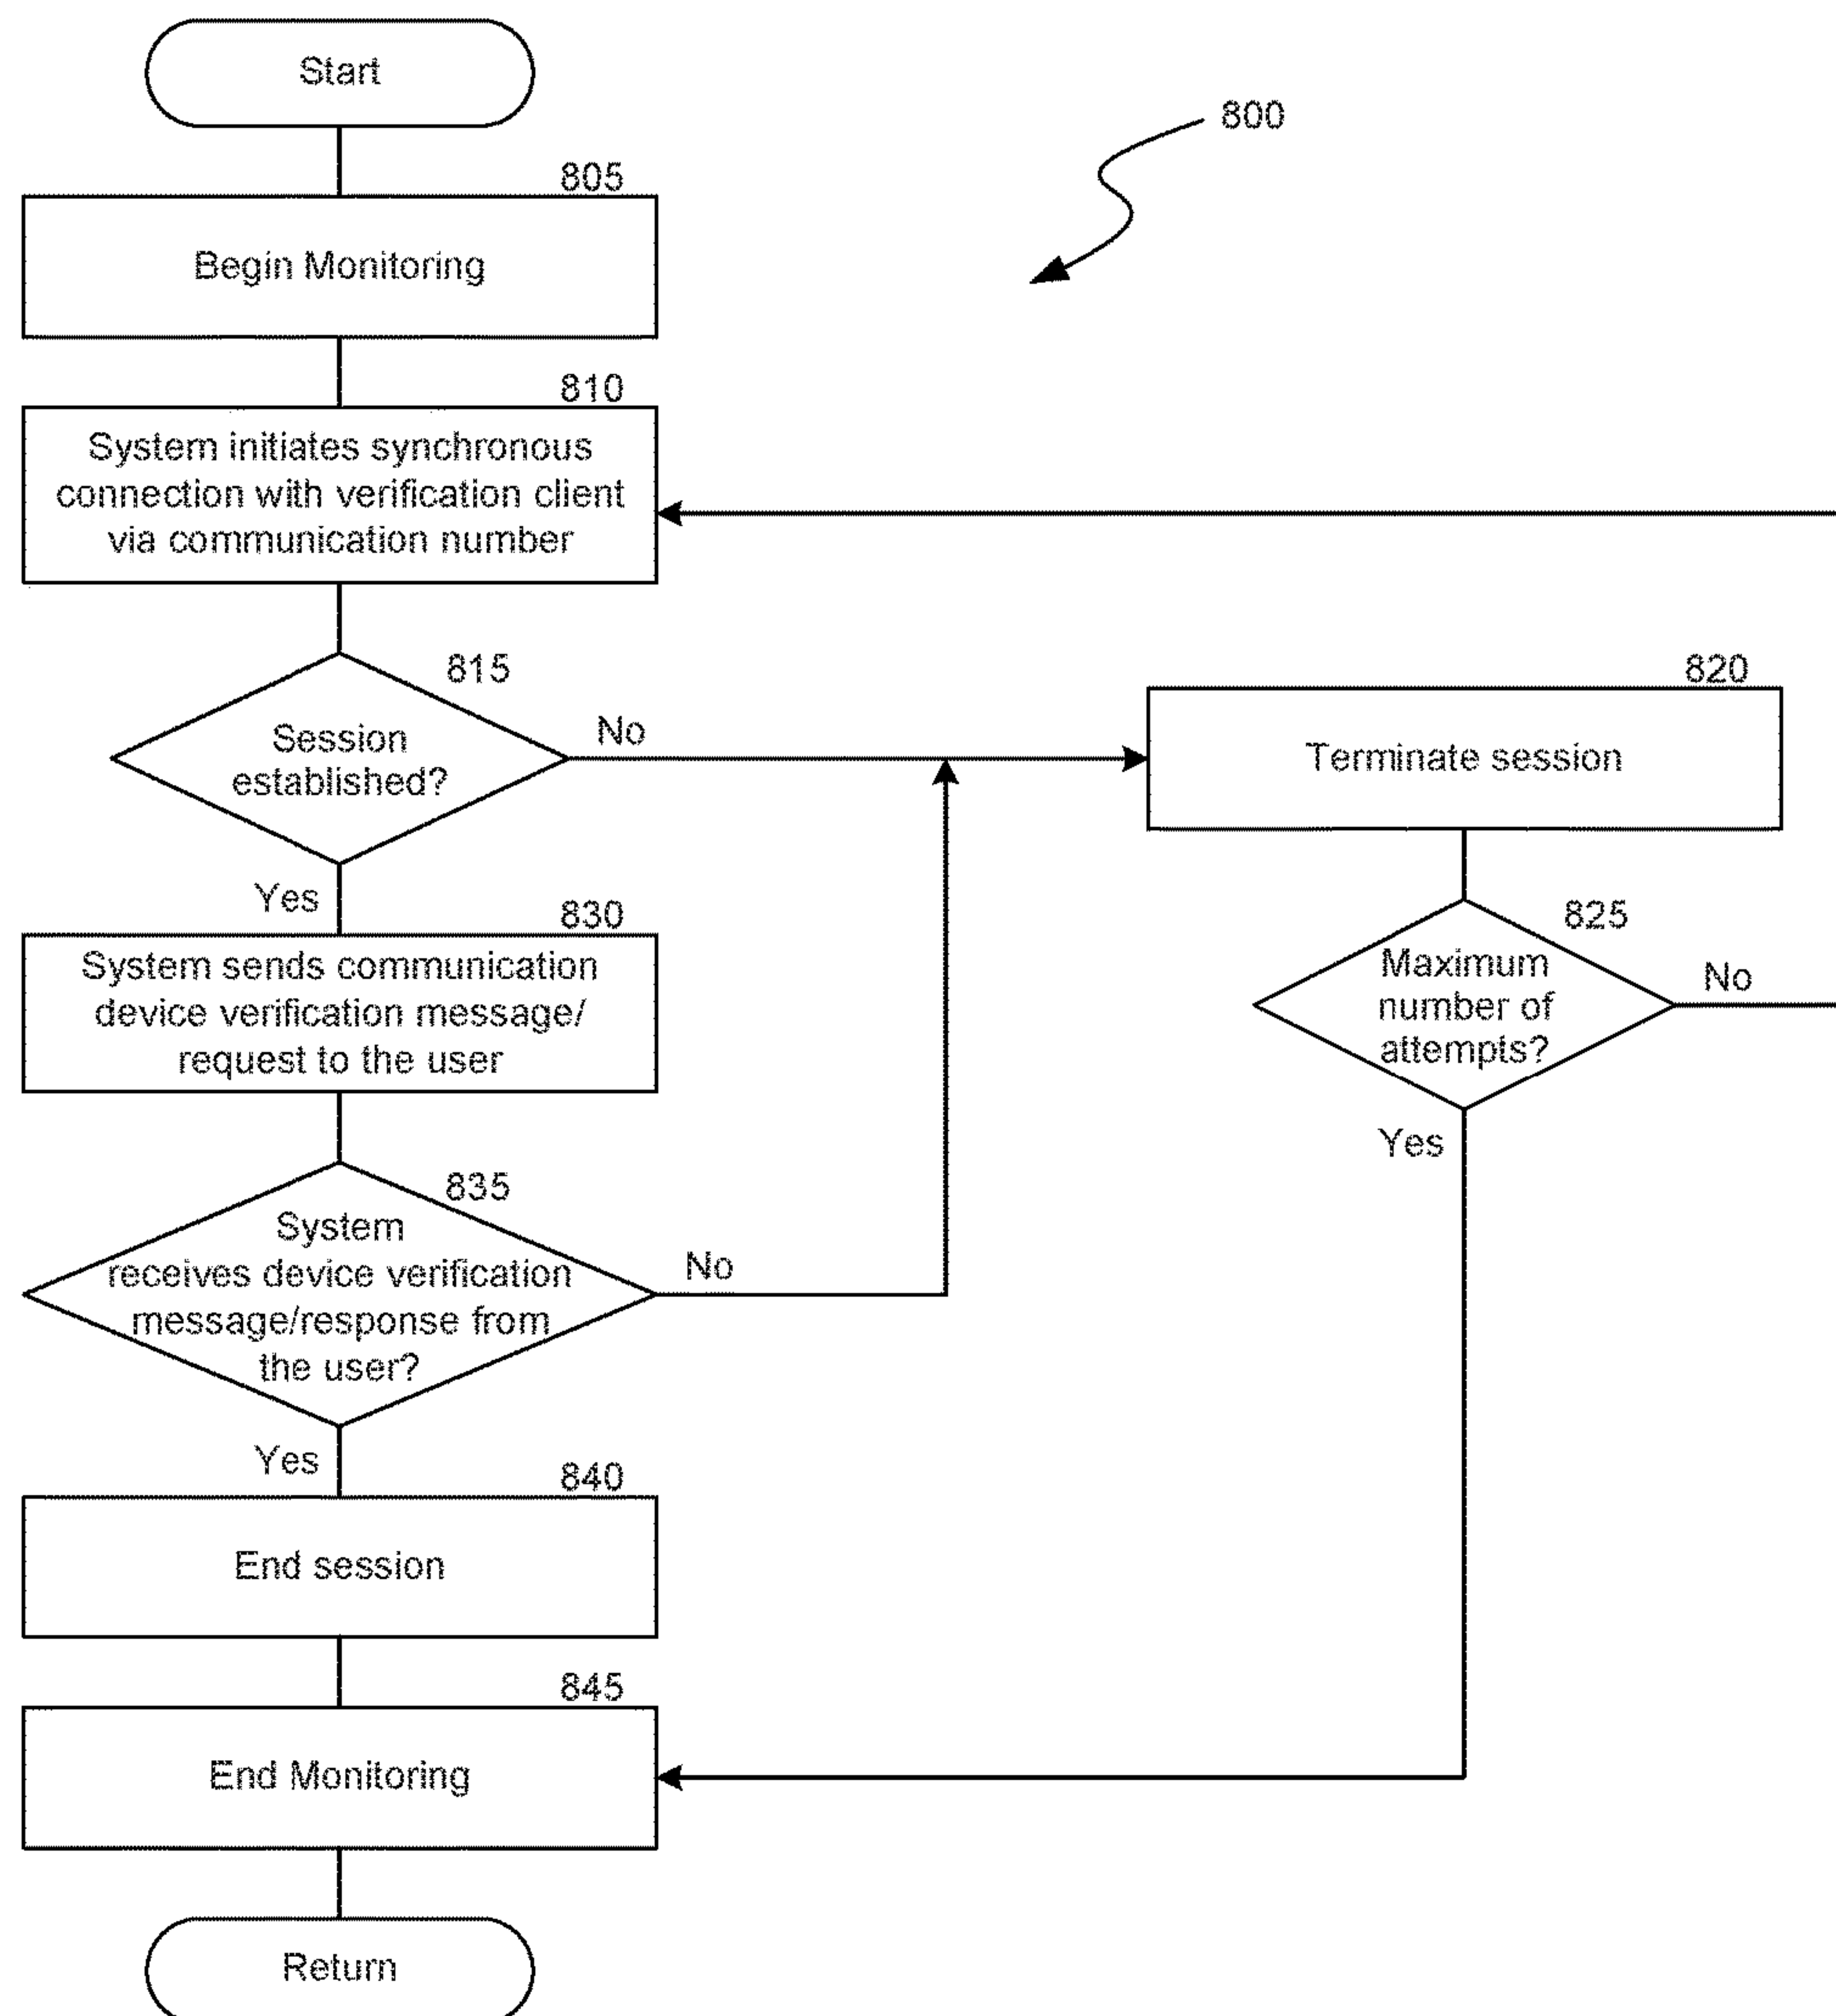 Start
800
805
Begin Monitoring
810
System initiates synchronous
connection with verification client
via communication number
815
Session
established?
No
820
Terminate session
Yes
825
Maximum
number of
attempts?
No
Yes
830
System sends communication
device verification message/
request to the user
835
System
receives device verification
message/response from
the user?
No
Yes
840
End session
845
End Monitoring
Return